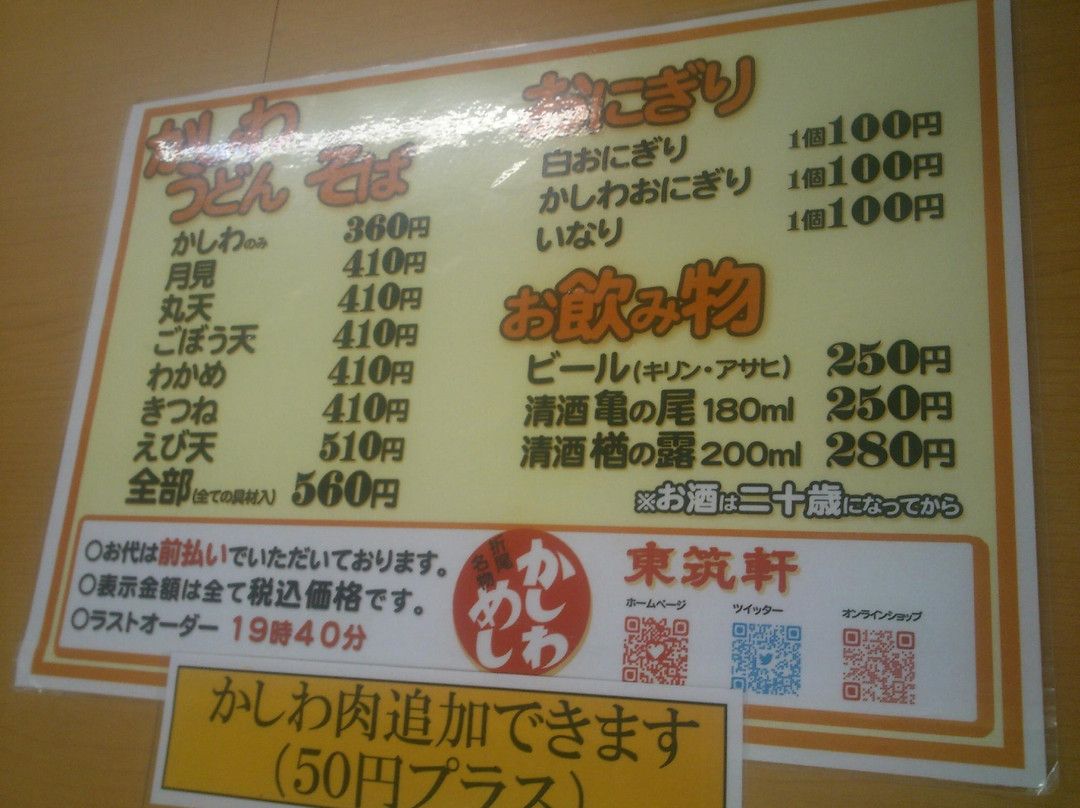 かしわ
うどん そば
かしわのみ 360円
月見 410円
丸天 410円
ごぼう天 410円
わかめ 410円
きつね 410円
えび天 510円
全部(全ての具材入) 560円
おにぎり
白おにぎり 1個100円
かしわおにぎり 1個100円
いなり 1個100円
お飲み物
ビール(キリン・アサヒ) 250円
清酒 亀の尾 180ml 250円
清酒 楢の露 200ml 280円
※お酒は二十歳になってから
○お代は前払いでいただいております。
○表示金額は全て税込価格です。
○ラストオーダー 19時40分
折尾
名物
かしわ
めし
東筑軒
ホームページ
ツイッター
オンラインショップ
かしわ肉追加できます
(50円プラス)